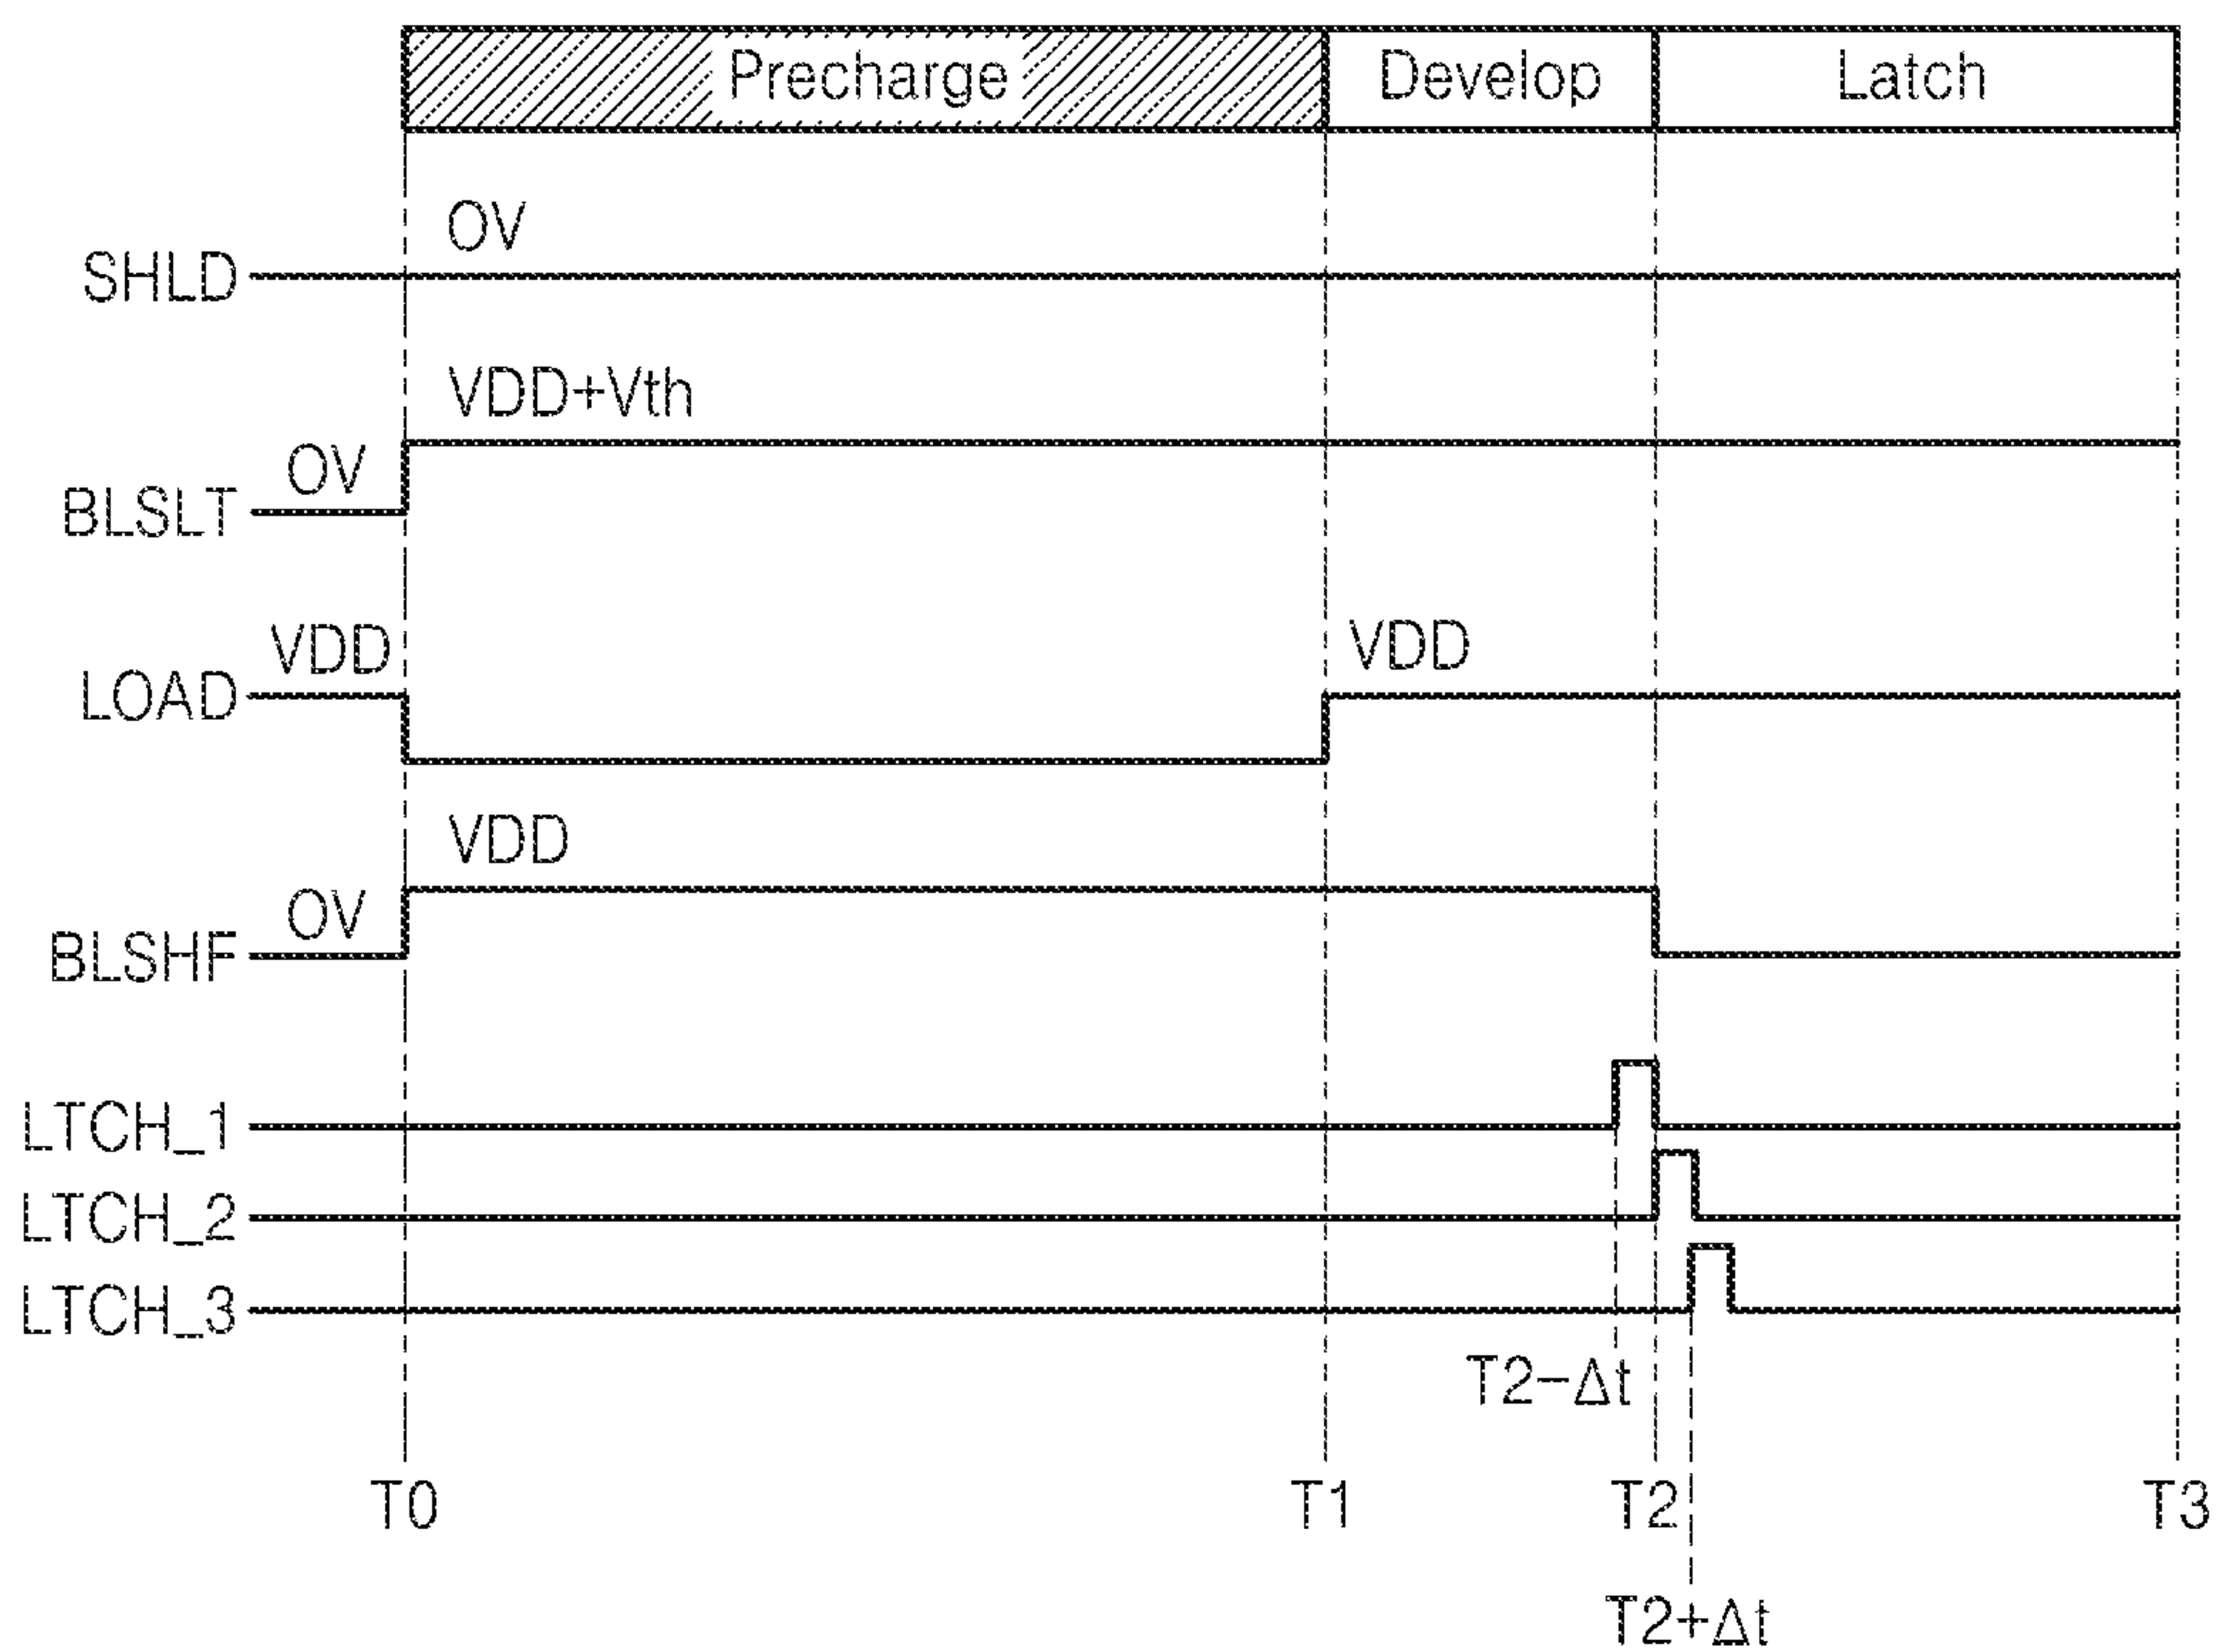 Precharge Develop Latch
0V
SHLD
VDD+Vth
0V
BLSLT
VDD VDD
LOAD
VDD
0V
BLSHF
LTCH_1
LTCH_2
LTCH_3
T2-Δt
T0 T1 T2 T3
T2+Δt